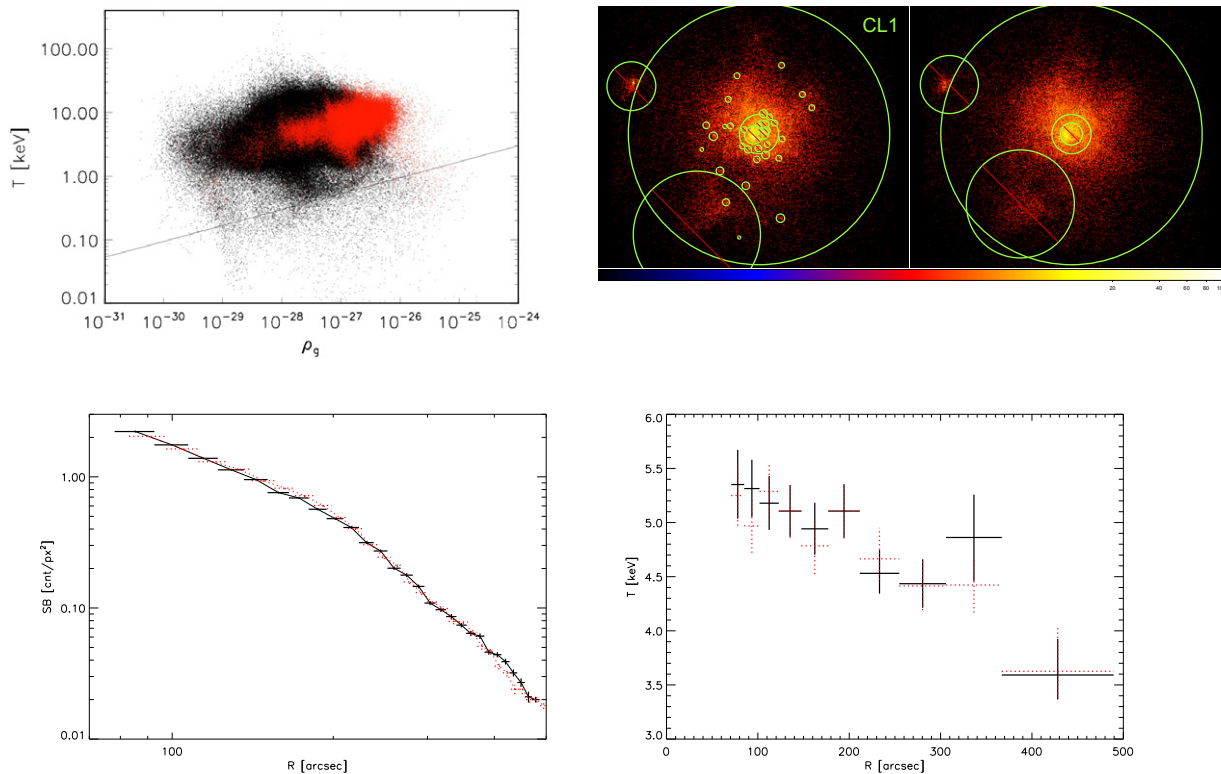 100.00
10.00
1.00
0.10
0.01
T [keV]
10⁻³¹ 10⁻³⁰ 10⁻²⁹ 10⁻²⁸ 10⁻²⁷ 10⁻²⁶ 10⁻²⁵ 10⁻²⁴
ρg
CL1
20 40 60 80
1.00
0.10
0.01
SB [cnt/px²]
100
R [arcsec]
6.0
5.5
5.0
4.5
4.0
3.5
3.0
T [keV]
0 100 200 300 400 500
R [arcsec]